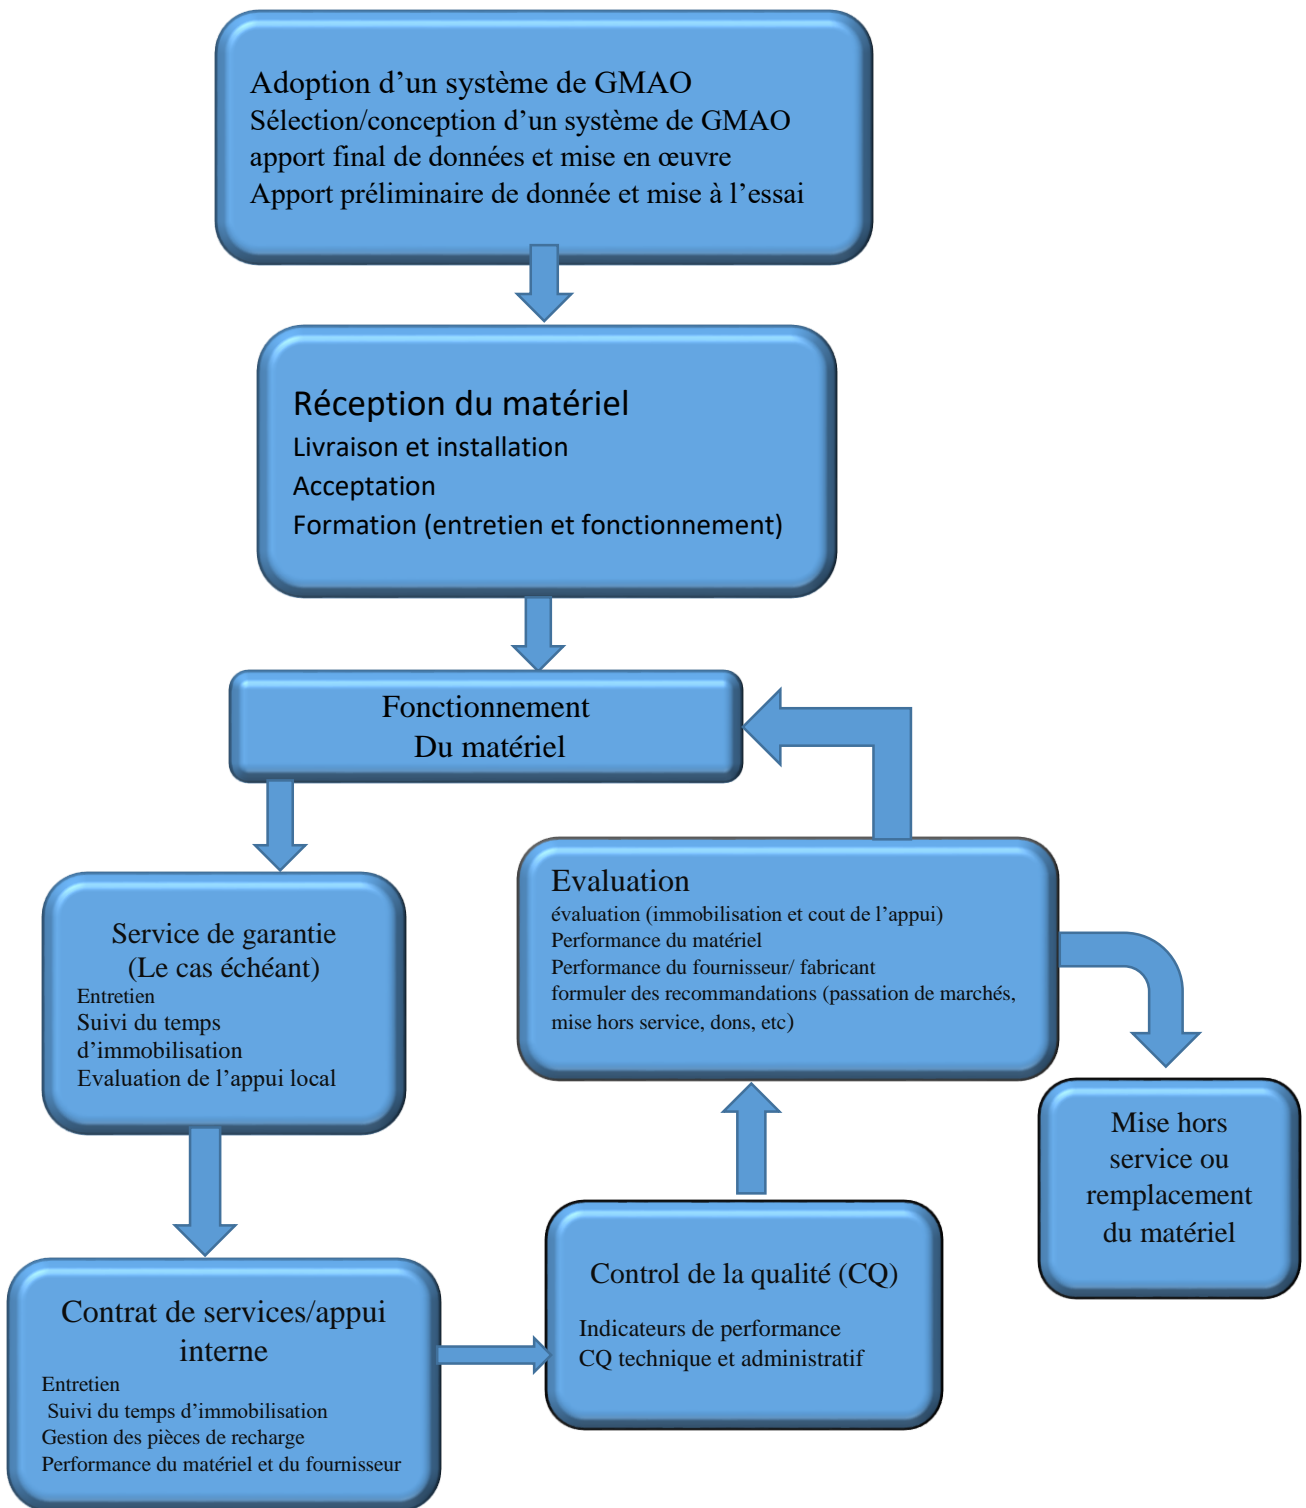 Adoption d’un système de GMAO
Sélection/conception d’un système de GMAO
apport final de données et mise en œuvre
Apport préliminaire de donnée et mise à l’essai
Réception du matériel
Livraison et installation
Acceptation
Formation (entretien et fonctionnement)
Fonctionnement
Du matériel
Service de garantie
(Le cas échéant)
Entretien
Suivi du temps
d’immobilisation
Evaluation de l’appui local
Evaluation
évaluation (immobilisation et cout de l’appui)
Performance du matériel
Performance du fournisseur/ fabricant
formuler des recommandations (passation de marchés,
mise hors service, dons, etc)
Mise hors
service ou
remplacement
du matériel
Contrat de services/appui
interne
Entretien
Suivi du temps d’immobilisation
Gestion des pièces de recharge
Performance du matériel et du fournisseur
Control de la qualité (CQ)
Indicateurs de performance
CQ technique et administratif